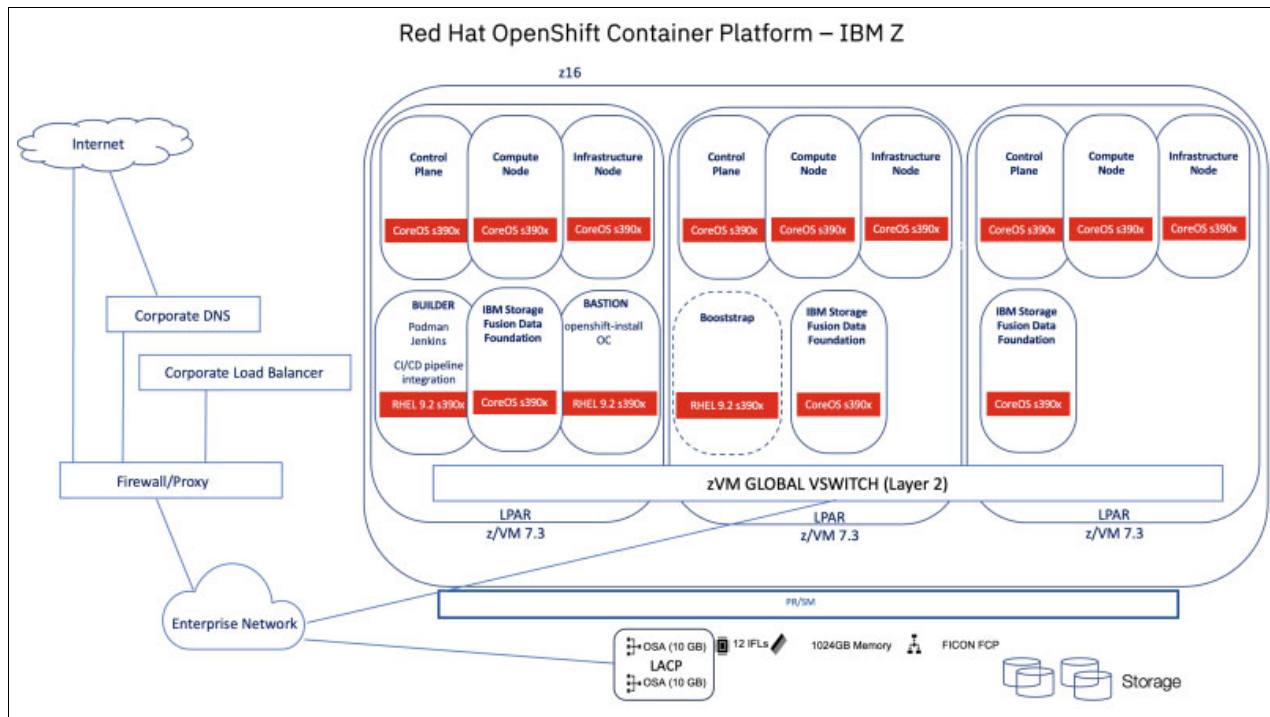 Red Hat OpenShift Container Platform – IBM Z
z16
Internet
Corporate DNS
Corporate Load Balancer
Firewall/Proxy
Enterprise Network
Control
Plane
CoreOS s390x
Compute
Node
CoreOS s390x
Infrastructure
Node
CoreOS s390x
BUILDER
Podman
Jenkins
CI/CD pipeline
integration
RHEL 9.2 s390x
IBM Storage
Fusion Data
Foundation
CoreOS s390x
BASTION
openshift-install
OC
RHEL 9.2 s390x
LPAR
z/VM 7.3
Control
Plane
CoreOS s390x
Compute
Node
CoreOS s390x
Infrastructure
Node
CoreOS s390x
Booststrap
RHEL 9.2 s390x
IBM Storage
Fusion Data
Foundation
CoreOS s390x
LPAR
z/VM 7.3
Control
Plane
CoreOS s390x
Compute
Node
CoreOS s390x
Infrastructure
Node
CoreOS s390x
IBM Storage
Fusion Data
Foundation
CoreOS s390x
LPAR
z/VM 7.3
zVM GLOBAL VSWITCH (Layer 2)
PR/SM
OSA (10 GB)
LACP
OSA (10 GB)
12 IFLs
1024GB Memory
FICON FCP
Storage